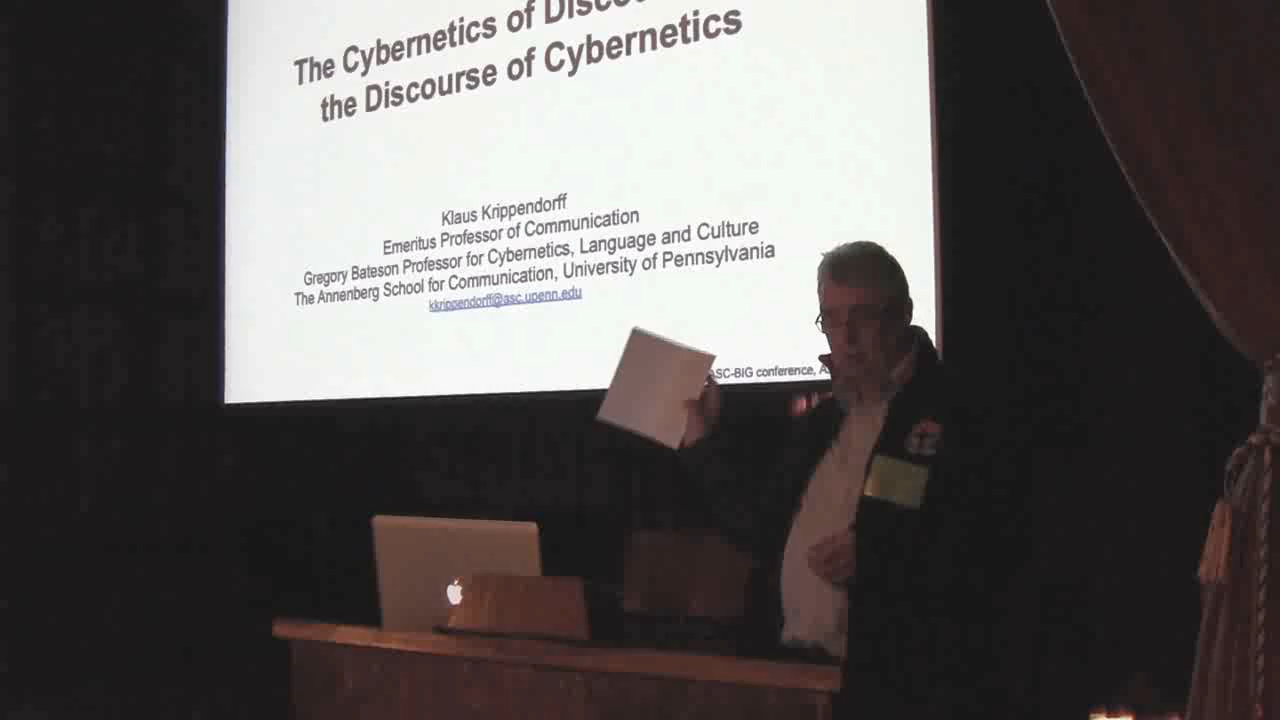 The Cybernetics of
the Discourse of Cybernetics
Klaus Krippendorff
Emeritus Professor of Communication
Gregory Bateson Professor for Cybernetics, Language and Culture
The Annenberg School for Communication, University of Pennsylvania
kkrippendorff@asc.upenn.edu
ASC-BIG conference,